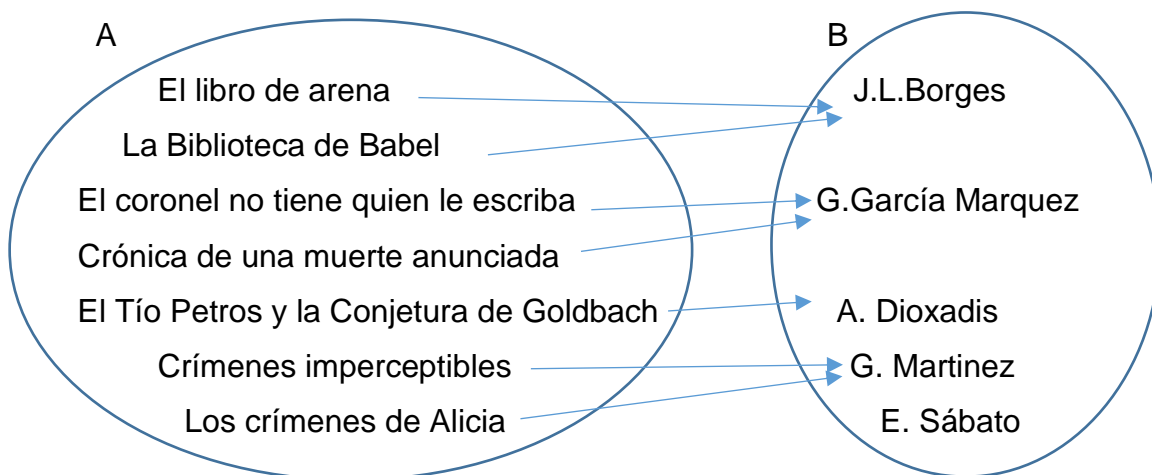 A B
El libro de arena J.L.Borges
La Biblioteca de Babel
El coronel no tiene quien le escriba G.García Marquez
Crónica de una muerte anunciada
El Tío Petros y la Conjetura de Goldbach A. Dioxadis
Crímenes imperceptibles G. Martinez
Los crímenes de Alicia E. Sábato